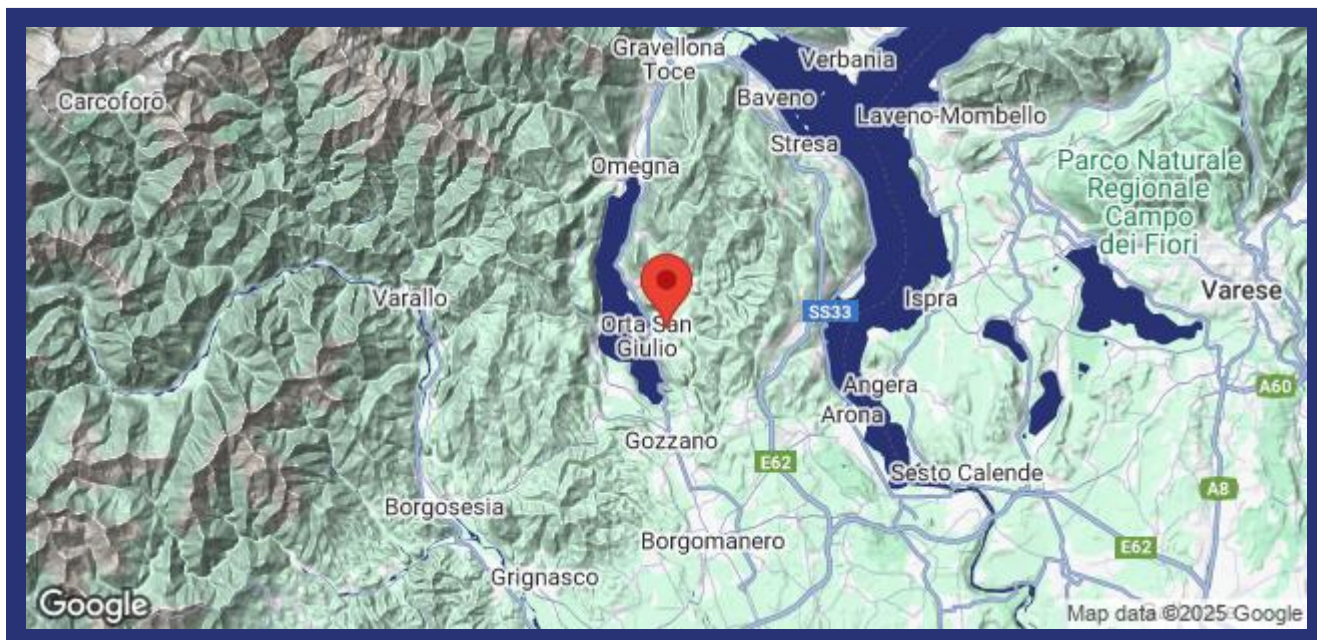 Gravellona
Toce
Verbania
Carcoforo
Baveno
Laveno-Mombello
Stresa
Omegna
Parco Naturale
Regionale
Campo
dei Fiori
Varallo
Ispra
Varese
SS33
Orta San
Giulio
Angera
A60
Arona
Gozzano
E62
Sesto Calende
A8
Borgosesia
Borgomanero
E62
Grignasco
Google
Map data ©2025 Google